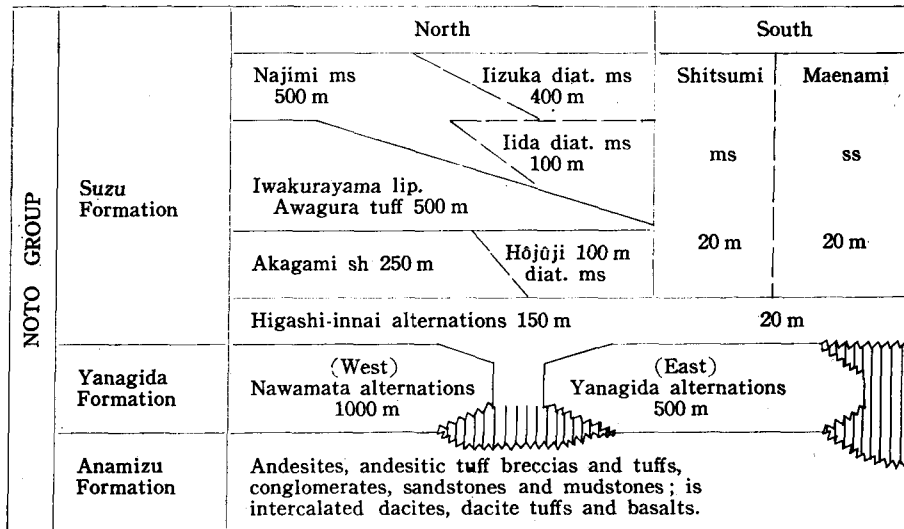 North
South
Najimi ms
500 m
Iizuka diat. ms
400 m
Shitsumi
Maenami
Iida diat. ms
100 m
ms
ss
Suzu
Formation
Iwakurayama lip.
Awagura tuff 500 m
20 m
20 m
Akagami sh 250 m
Hôjûji 100 m
diat. ms
NOTO GROUP
Higashi-innai alternations 150 m
20 m
Yanagida
Formation
(West)
Nawamata alternations
1000 m
(East)
Yanagida alternations
500 m
Anamizu
Formation
Andesites, andesitic tuff breccias and tuffs,
conglomerates, sandstones and mudstones; is
intercalated dacites, dacite tuffs and basalts.